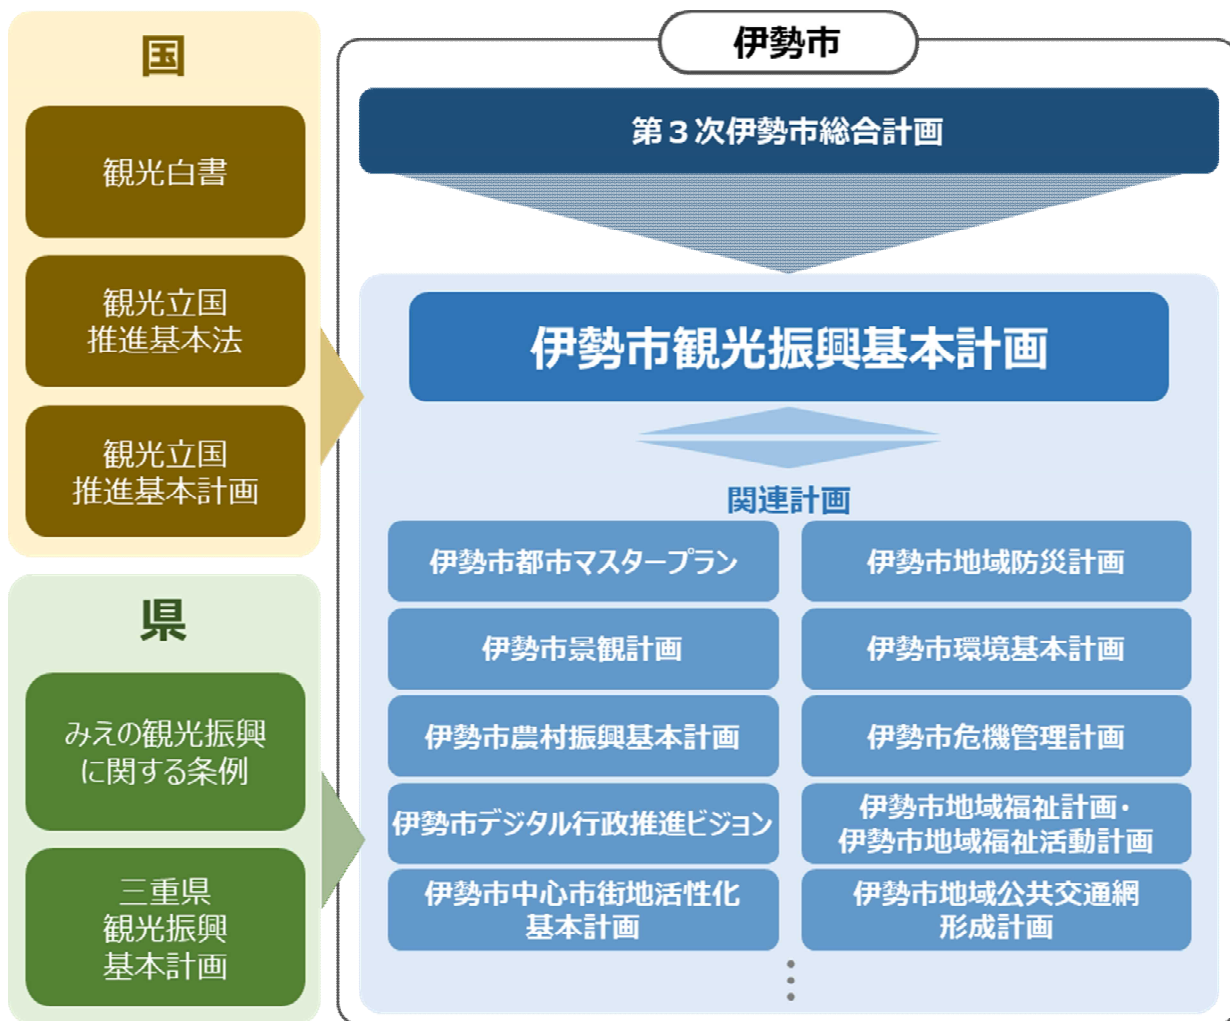 国
観光白書
観光立国
推進基本法
観光立国
推進基本計画
県
みえの観光振興
に関する条例
三重県
観光振興
基本計画
伊勢市
第３次伊勢市総合計画
伊勢市観光振興基本計画
関連計画
伊勢市都市マスタープラン
伊勢市地域防災計画
伊勢市景観計画
伊勢市環境基本計画
伊勢市農村振興基本計画
伊勢市危機管理計画
伊勢市デジタル行政推進ビジョン
伊勢市地域福祉計画・
伊勢市地域福祉活動計画
伊勢市中心市街地活性化
基本計画
伊勢市地域公共交通網
形成計画